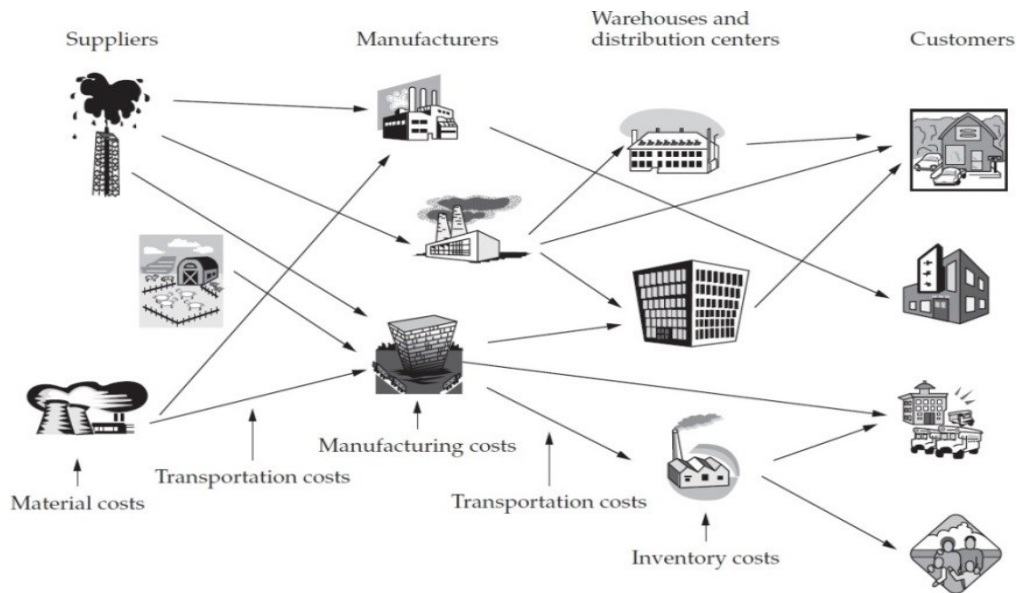 Suppliers
Manufacturers
Warehouses and
distribution centers
Customers
Material costs
Transportation costs
Manufacturing costs
Transportation costs
Inventory costs